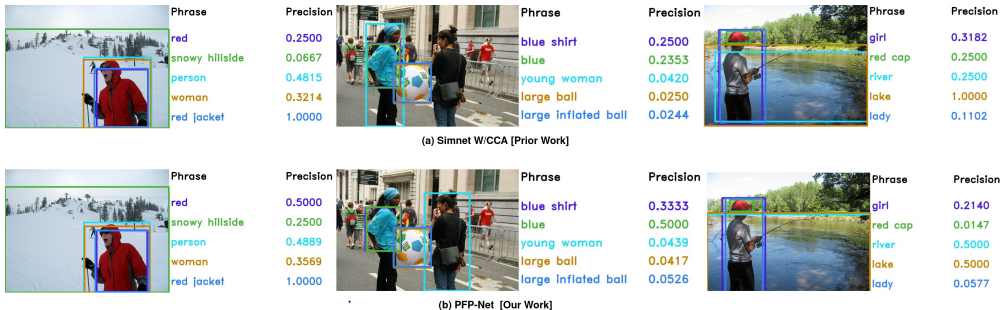 Phrase Precision
red 0.2500
snowy hillside 0.0667
person 0.4815
woman 0.3214
red jacket 1.0000
Phrase Precision
blue shirt 0.2500
blue 0.2353
young woman 0.0420
large ball 0.0250
large inflated ball 0.0244
Phrase Precision
girl 0.3182
red cap 0.2500
river 0.2500
lake 1.0000
lady 0.1102
(a) Simnet W/CCA [Prior Work]
Phrase Precision
red 0.5000
snowy hillside 0.2500
person 0.4889
woman 0.3569
red jacket 1.0000
Phrase Precision
blue shirt 0.3333
blue 0.5000
young woman 0.0439
large ball 0.0417
large inflated ball 0.0526
Phrase Precision
girl 0.2140
red cap 0.0147
river 0.5000
lake 0.5000
lady 0.0577
(b) PFP-Net [Our Work]